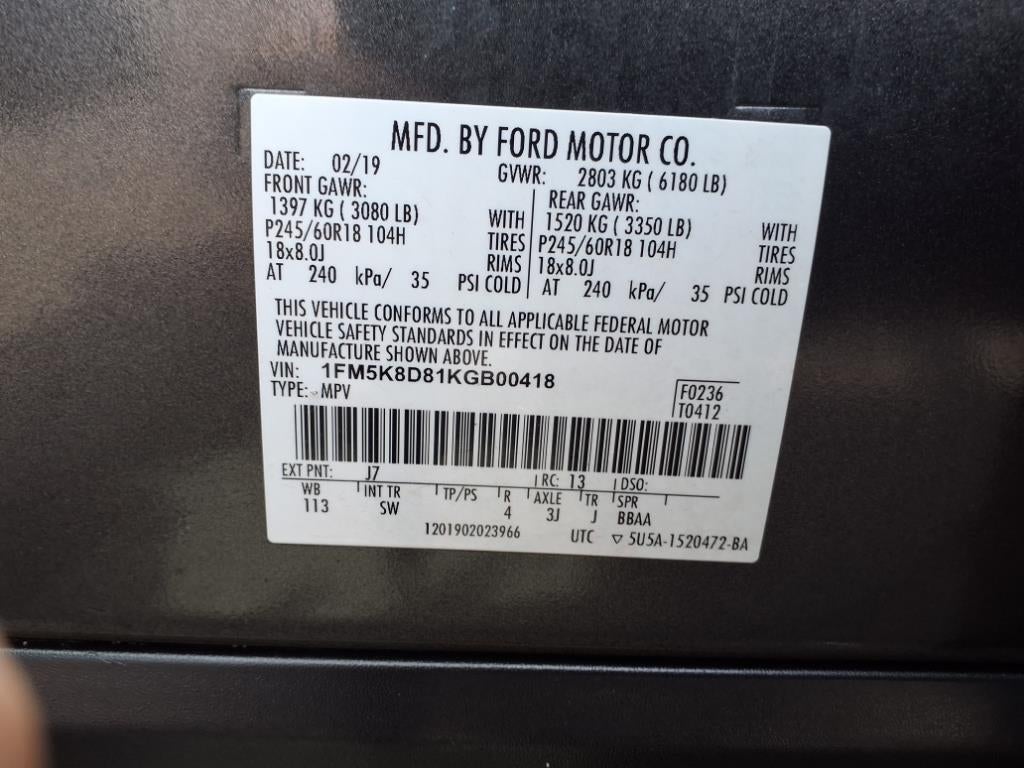 MFD. BY FORD MOTOR CO.
DATE: 02/19 GVWR: 2803 KG ( 6180 LB)
FRONT GAWR: REAR GAWR:
1397 KG ( 3080 LB) WITH 1520 KG ( 3350 LB) WITH
P245/60R18 104H TIRES P245/60R18 104H TIRES
18x8.0J RIMS 18x8.0J RIMS
AT 240 kPa/ 35 PSI COLD AT 240 kPa/ 35 PSI COLD
THIS VEHICLE CONFORMS TO ALL APPLICABLE FEDERAL MOTOR
VEHICLE SAFETY STANDARDS IN EFFECT ON THE DATE OF
MANUFACTURE SHOWN ABOVE.
VIN: 1FM5K8D81KGB00418
TYPE: MPV F0236
T0412
EXT PNT: J7 RC: 13 DSO:
WB INT TR TP/PS R AXLE TR SPR
113 SW 4 3J J BBAA
1201902023966 UTC ▽ 5U5A-1520472-BA